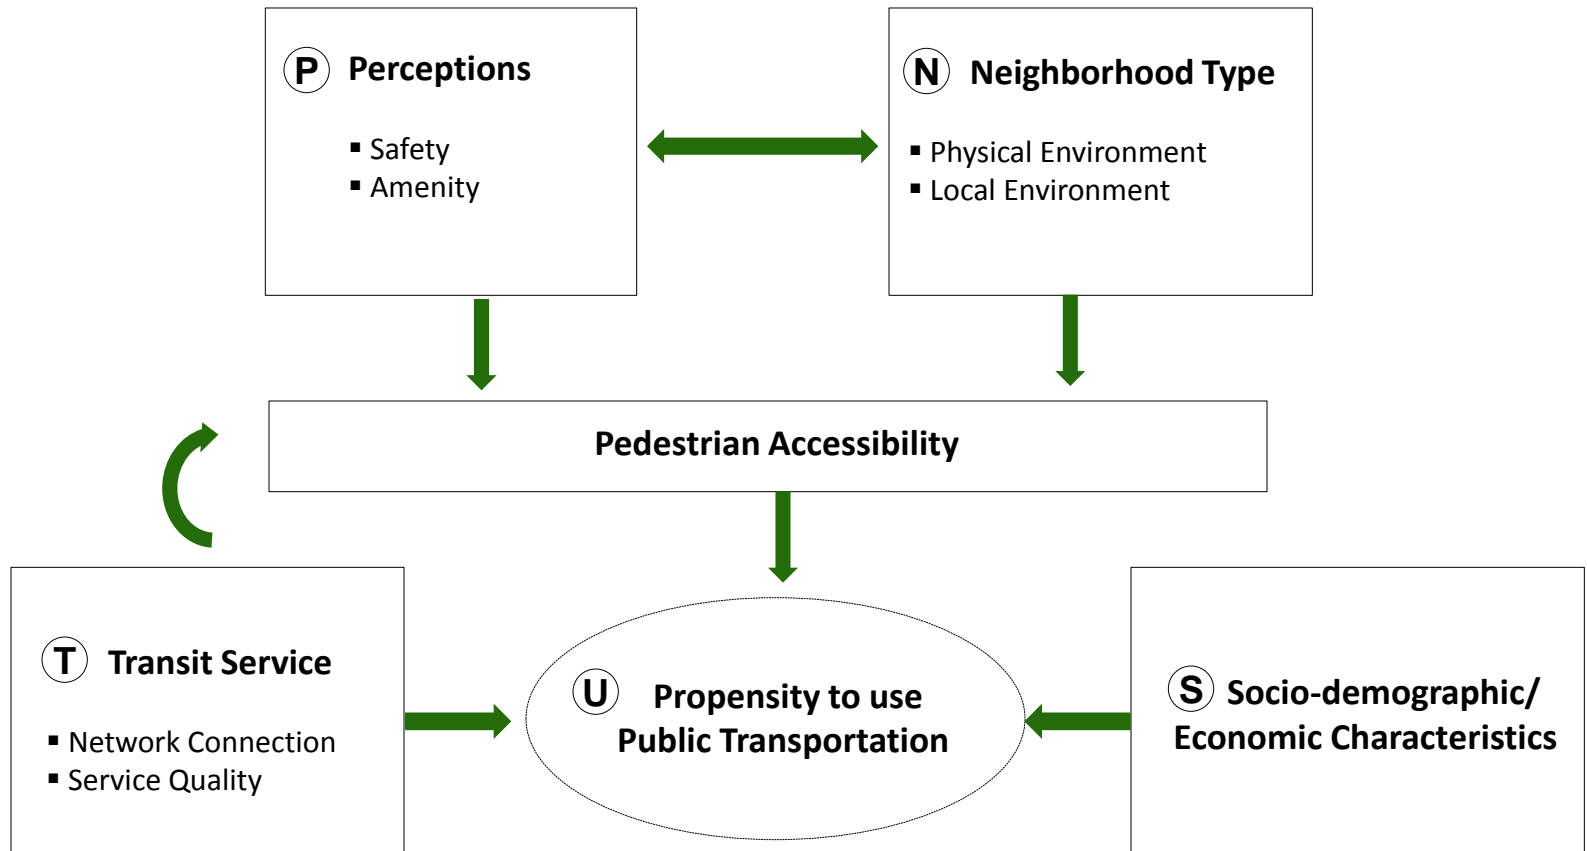 P Perceptions
▪ Safety
▪ Amenity
N Neighborhood Type
▪ Physical Environment
▪ Local Environment
Pedestrian Accessibility
T Transit Service
▪ Network Connection
▪ Service Quality
U Propensity to use
Public Transportation
S Socio-demographic/
Economic Characteristics